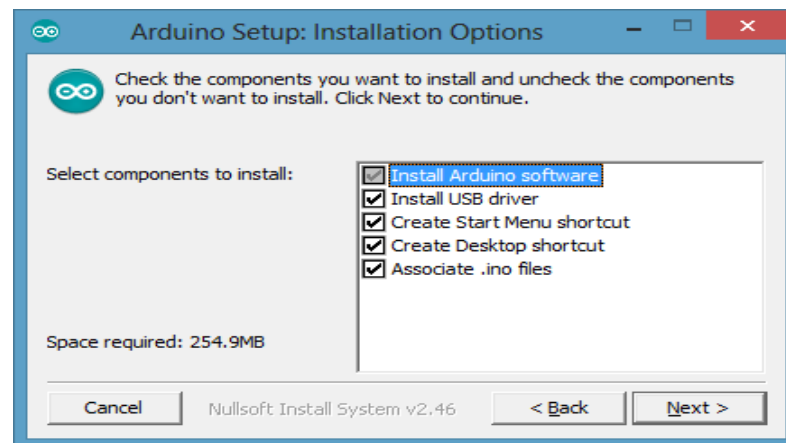 Arduino Setup: Installation Options
Check the components you want to install and uncheck the components
you don't want to install. Click Next to continue.
Select components to install:
Install Arduino software
Install USB driver
Create Start Menu shortcut
Create Desktop shortcut
Associate .ino files
Space required: 254.9MB
Cancel
Nullsoft Install System v2.46
< Back
Next >